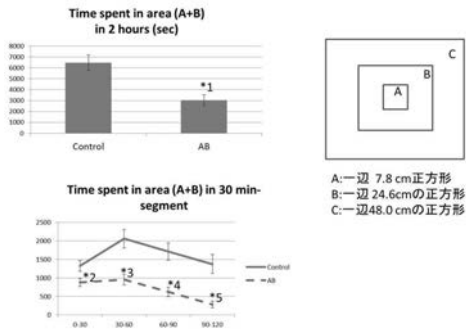 Time spent in area (A+B)
in 2 hours (sec)
8000
7000
6000
5000
4000
3000
2000
1000
0
*1
Control
AB
C
B
A
A:一辺 7.8 cm正方形
B:一辺 24.6cmの正方形
C:一辺48.0 cmの正方形
Time spent in area (A+B) in 30 min-
segment
2500
2000
1500
1000
500
0
*2
*3
*4
*5
Control
AB
0-30
30-60
60-90
90-120